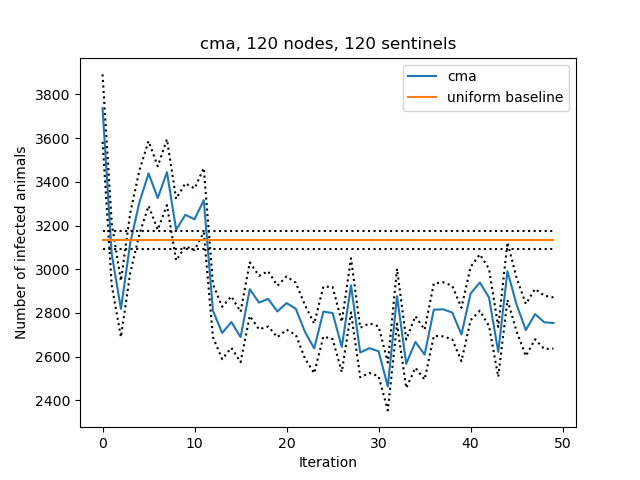 cma, 120 nodes, 120 sentinels
cma
uniform baseline
Number of infected animals
3800
3600
3400
3200
3000
2800
2600
2400
0
10
20
30
40
50
Iteration